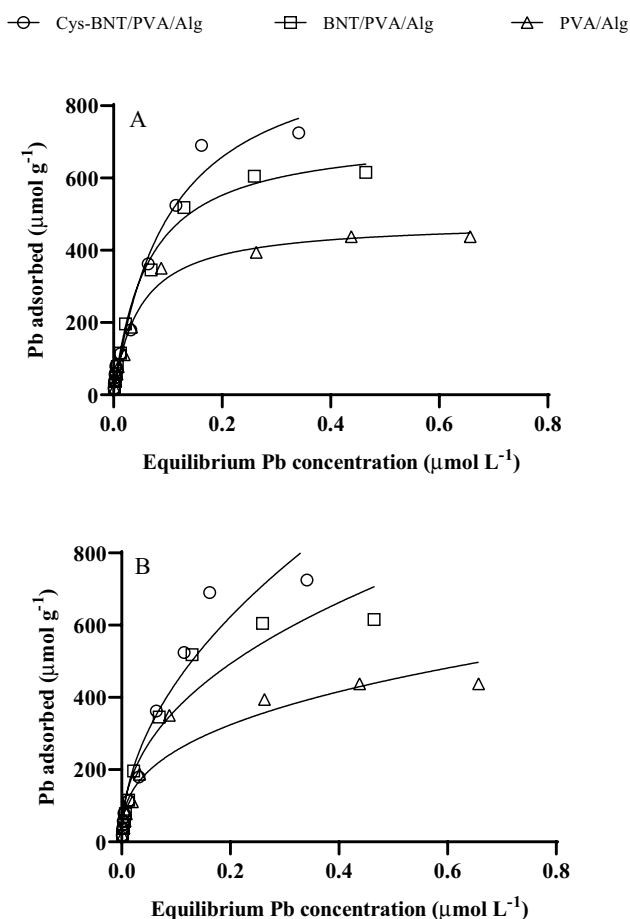 Cys-BNT/PVA/Alg BNT/PVA/Alg PVA/Alg
A
800
600
400
200
0
Pb adsorbed (μmol g⁻¹)
0.0 0.2 0.4 0.6 0.8
Equilibrium Pb concentration (μmol L⁻¹)
B
800
600
400
200
0
Pb adsorbed (μmol g⁻¹)
0.0 0.2 0.4 0.6 0.8
Equilibrium Pb concentration (μmol L⁻¹)